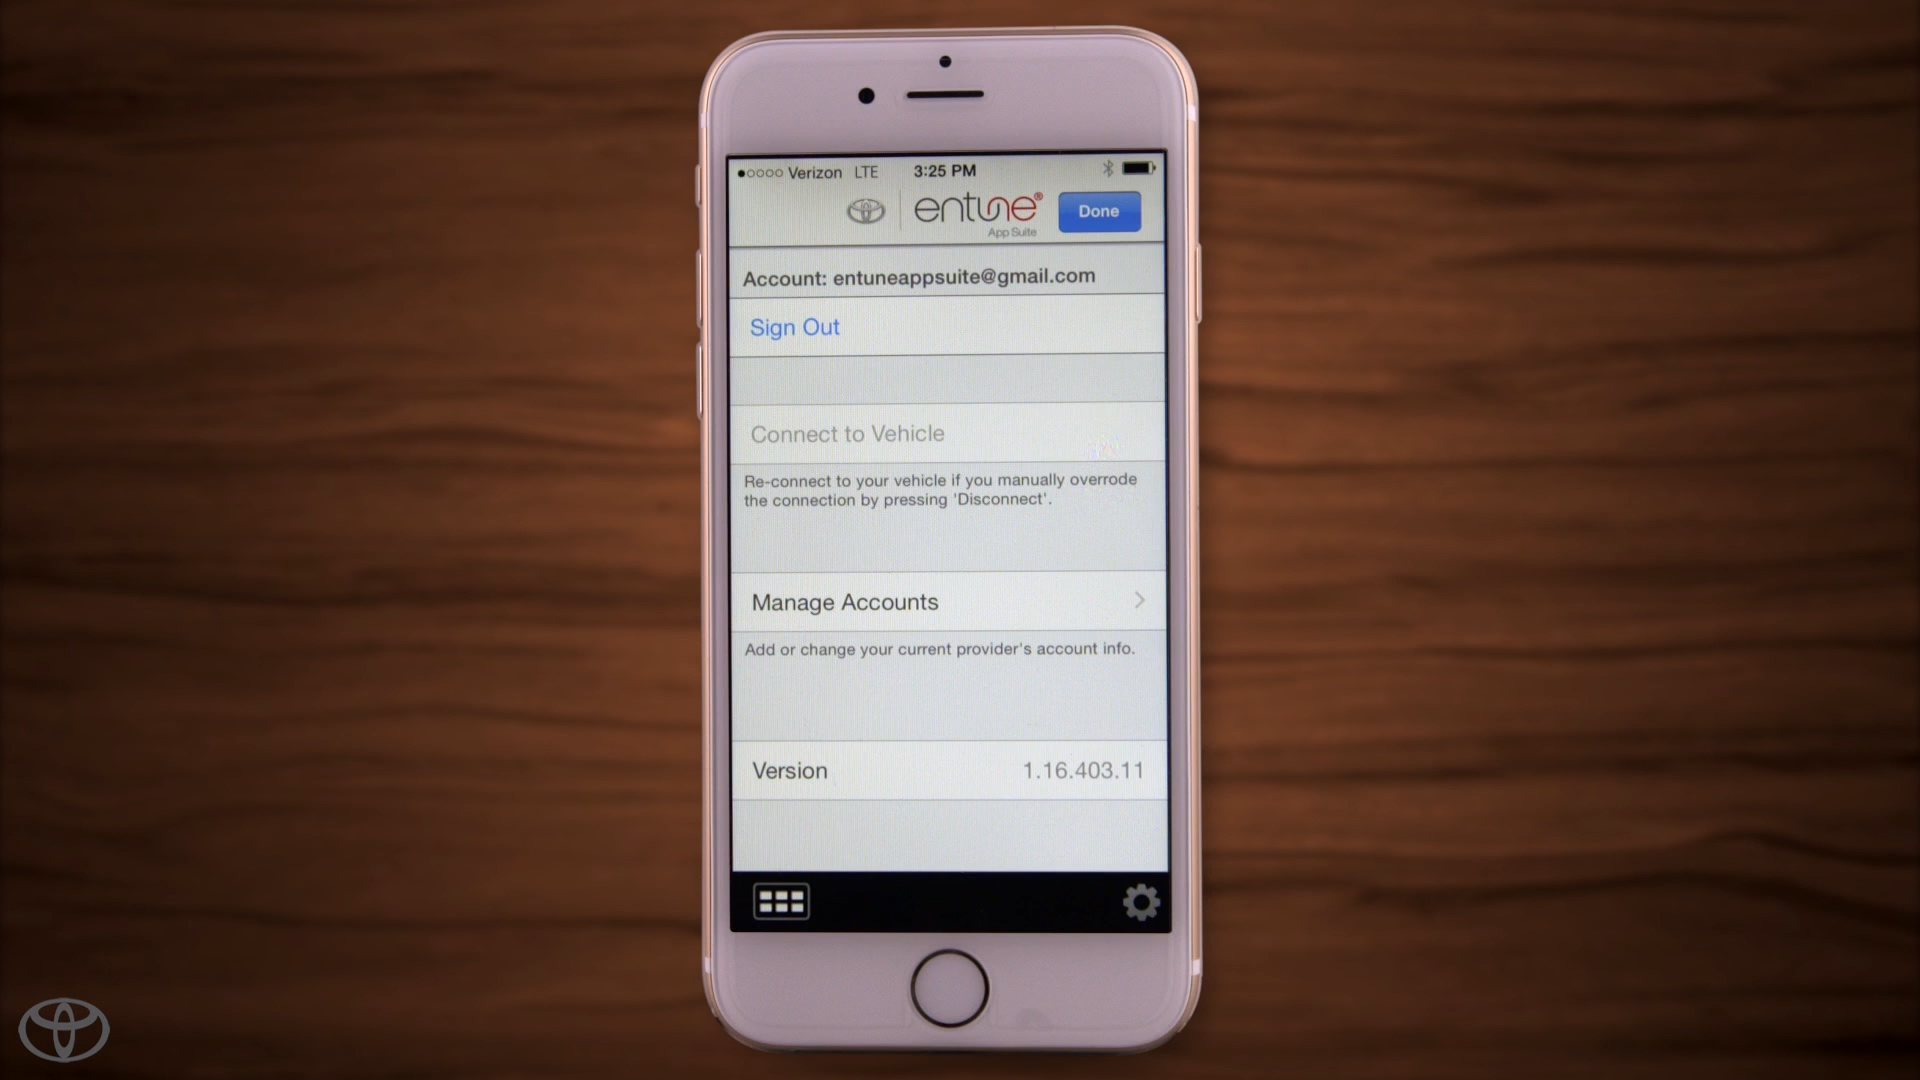 Verizon LTE 3:25 PM
entune®
App Suite
Done
Account: entuneappsuite@gmail.com
Sign Out
Connect to Vehicle
Re-connect to your vehicle if you manually overrode
the connection by pressing 'Disconnect'.
Manage Accounts
Add or change your current provider's account info.
Version 1.16.403.11